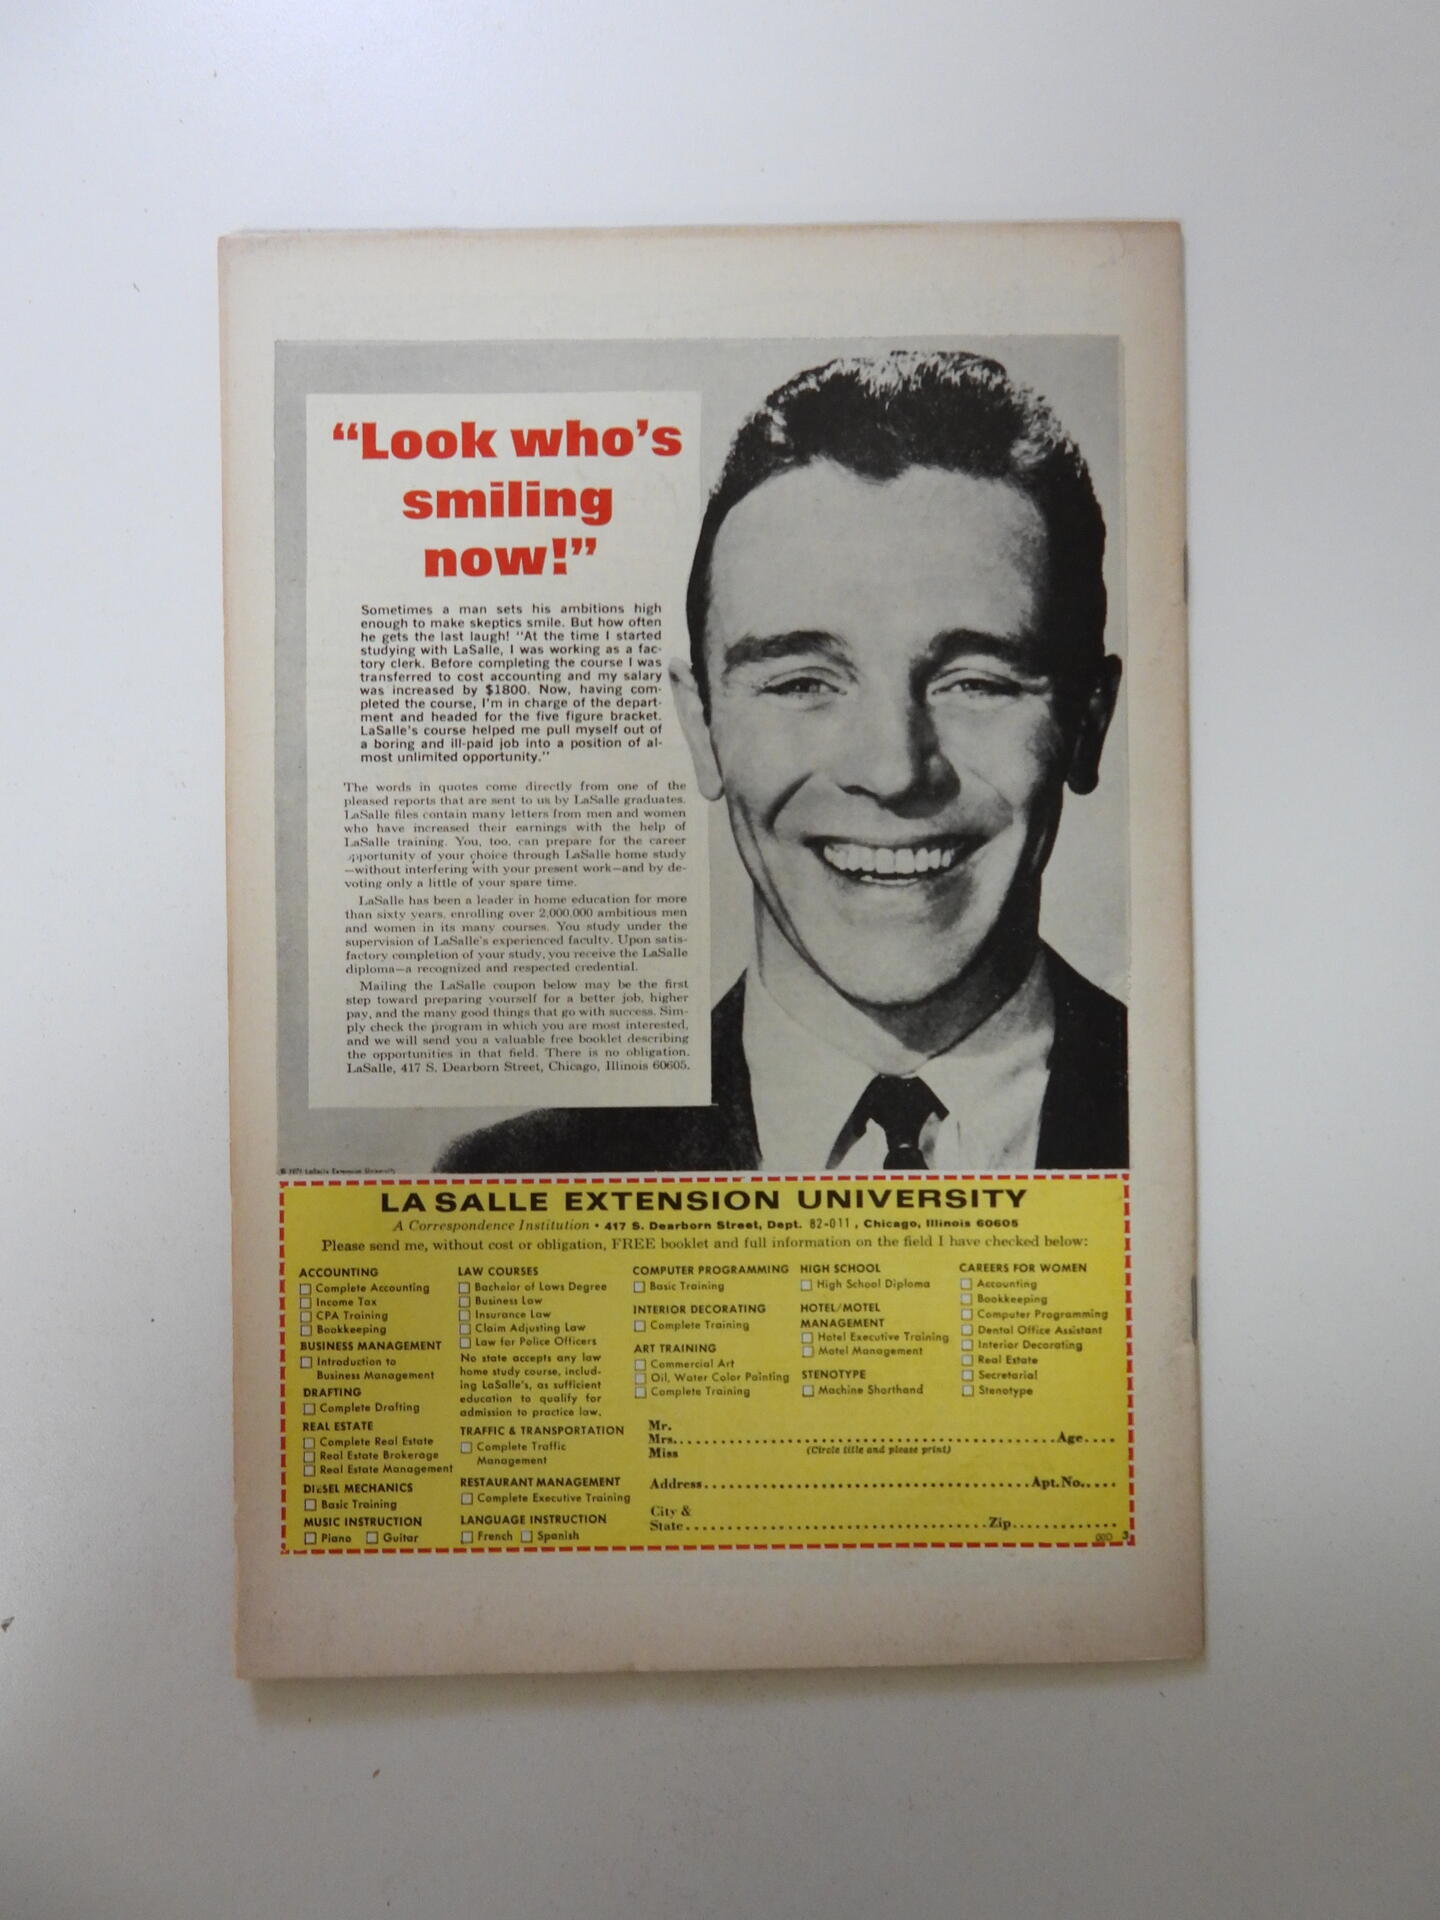 “Look who’s
smiling
now!”
Sometimes a man sets his ambitions high
enough to make skeptics smile. But how often
he gets the last laugh! “At the time I started
studying with LaSalle, I was working as a fac-
tory clerk. Before completing the course I was
transferred to cost accounting and my salary
was increased by $1800. Now, having com-
pleted the course, I’m in charge of the depart-
ment and headed for the five figure bracket.
LaSalle’s course helped me pull myself out of
a boring and ill-paid job into a position of al-
most unlimited opportunity.”
The words in quotes come directly from one of the
pleased reports that are sent to us by LaSalle graduates.
LaSalle files contain many letters from men and women
who have increased their earnings with the help of
LaSalle training. You, too, can prepare for the career
opportunity of your choice through LaSalle home study
—without interfering with your present work—and by de-
voting only a little of your spare time.
LaSalle has been a leader in home education for more
than sixty years, enrolling over 2,000,000 ambitious men
and women in its many courses. You study under the
supervision of LaSalle’s experienced faculty. Upon satis-
factory completion of your study, you receive the LaSalle
diploma—a recognized and respected credential.
Mailing the LaSalle coupon below may be the first
step toward preparing yourself for a better job, higher
pay, and the many good things that go with success. Sim-
ply check the program in which you are most interested,
and we will send you a valuable free booklet describing
the opportunities in that field. There is no obligation.
LaSalle, 417 S. Dearborn Street, Chicago, Illinois 60605.
© 1971 LaSalle Extension University
LA SALLE EXTENSION UNIVERSITY
A Correspondence Institution • 417 S. Dearborn Street, Dept. 82-011, Chicago, Illinois 60605
Please send me, without cost or obligation, FREE booklet and full information on the field I have checked below:
ACCOUNTING
Complete Accounting
Income Tax
CPA Training
Bookkeeping
BUSINESS MANAGEMENT
Introduction to
Business Management
DRAFTING
Complete Drafting
REAL ESTATE
Complete Real Estate
Real Estate Brokerage
Real Estate Management
DIESEL MECHANICS
Basic Training
MUSIC INSTRUCTION
Piano Guitar
LAW COURSES
Bachelor of Laws Degree
Business Law
Insurance Law
Claim Adjusting Law
Law for Police Officers
No state accepts any law
home study course, includ-
ing LaSalle’s, as sufficient
education to qualify for
admission to practice law.
TRAFFIC & TRANSPORTATION
Complete Traffic
Management
RESTAURANT MANAGEMENT
Complete Executive Training
LANGUAGE INSTRUCTION
French Spanish
COMPUTER PROGRAMMING
Basic Training
INTERIOR DECORATING
Complete Training
ART TRAINING
Commercial Art
Oil, Water Color Painting
Complete Training
HIGH SCHOOL
High School Diploma
HOTEL/MOTEL
MANAGEMENT
Hotel Executive Training
Motel Management
STENOTYPE
Machine Shorthand
CAREERS FOR WOMEN
Accounting
Bookkeeping
Computer Programming
Dental Office Assistant
Interior Decorating
Real Estate
Secretarial
Stenotype
Mr.
Mrs. Age
Miss (Circle title and please print)
Address Apt.No.
City &
State Zip
3